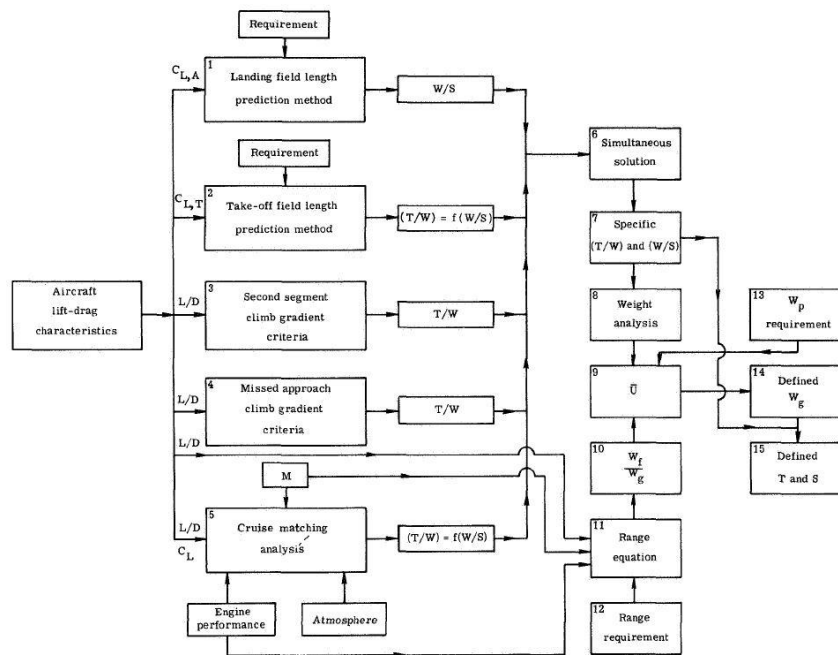 Requirement
C_L,A
1
Landing field length
prediction method
W/S
Requirement
C_L,T
2
Take-off field length
prediction method
(T/W) = f(W/S)
6
Simultaneous
solution
7
Specific
(T/W) and (W/S)
Aircraft
lift-drag
characteristics
L/D
3
Second segment
climb gradient
criteria
T/W
8
Weight
analysis
13
W_p
requirement
L/D
4
Missed approach
climb gradient
criteria
T/W
9
Ū
14
Defined
W_g
L/D
M
10
W_f
W_g
15
Defined
T and S
L/D
C_L
5
Cruise matching
analysis
(T/W) = f(W/S)
11
Range
equation
Engine
performance
Atmosphere
12
Range
requirement